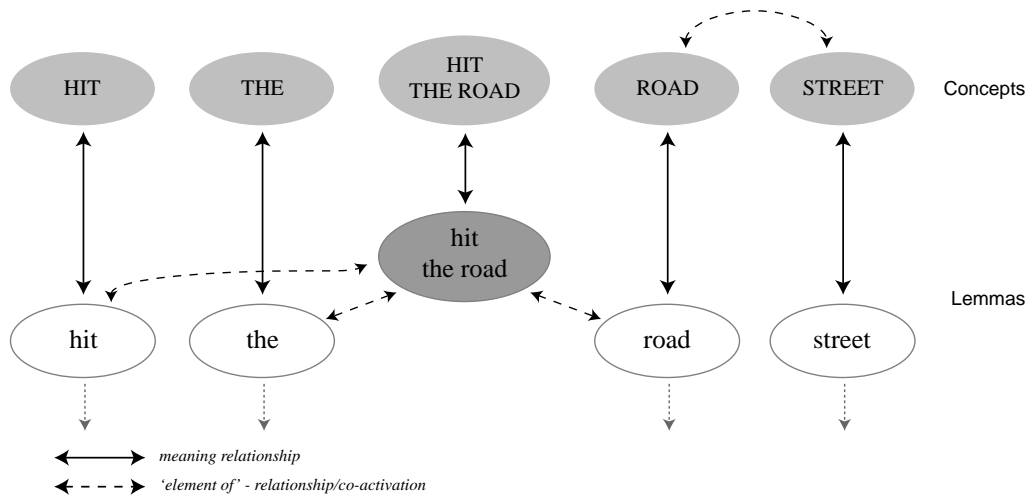 HIT
THE
HIT
THE ROAD
ROAD
STREET
Concepts
hit
the road
Lemmas
hit
the
road
street
meaning relationship
‘element of’ - relationship/co-activation